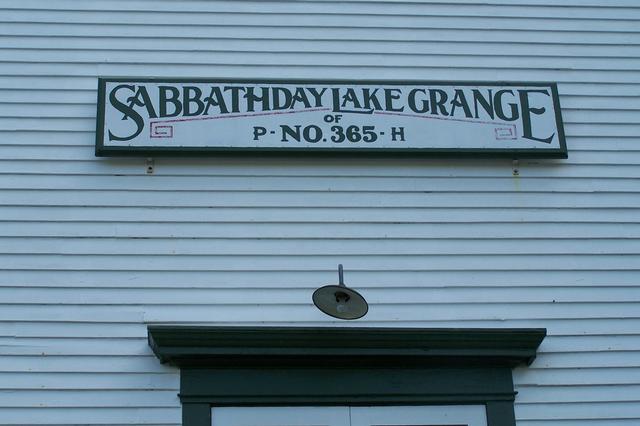 SABBATHDAY LAKE GRANGE
OF
P - NO. 365 - H